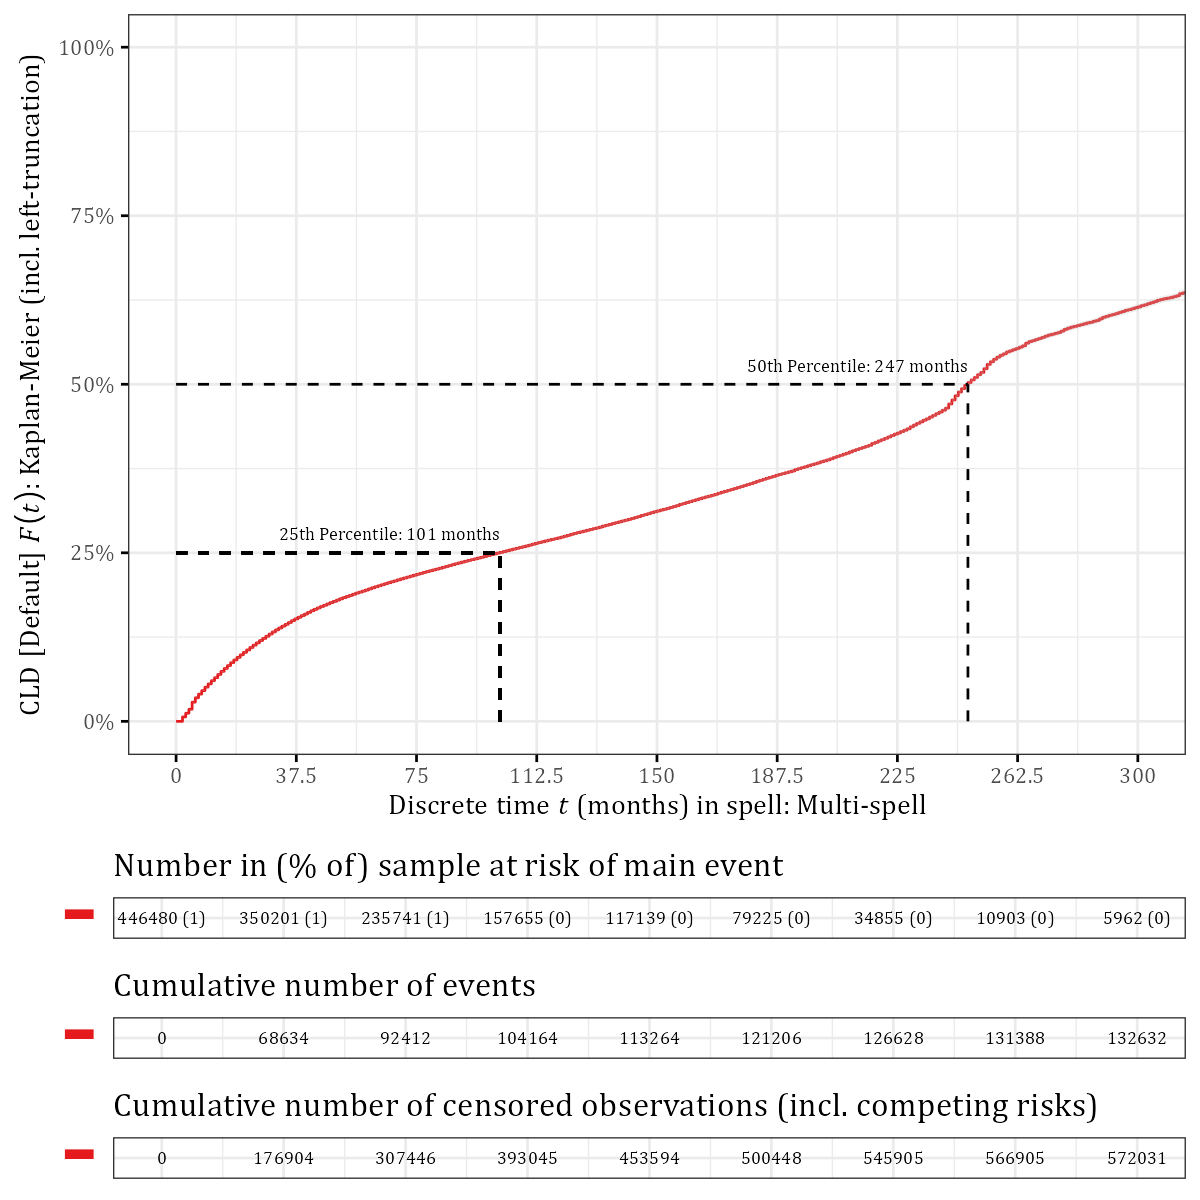 CLD [Default] F(t): Kaplan-Meier (incl. left-truncation)
100%
75%
50%
25%
0%
50th Percentile: 247 months
25th Percentile: 101 months
0 37.5 75 112.5 150 187.5 225 262.5 300
Discrete time t (months) in spell: Multi-spell
Number in (% of) sample at risk of main event
446480 (1) 350201 (1) 235741 (1) 157655 (0) 117139 (0) 79225 (0) 34855 (0) 10903 (0) 5962 (0)
Cumulative number of events
0 68634 92412 104164 113264 121206 126628 131388 132632
Cumulative number of censored observations (incl. competing risks)
0 176904 307446 393045 453594 500448 545905 566905 572031